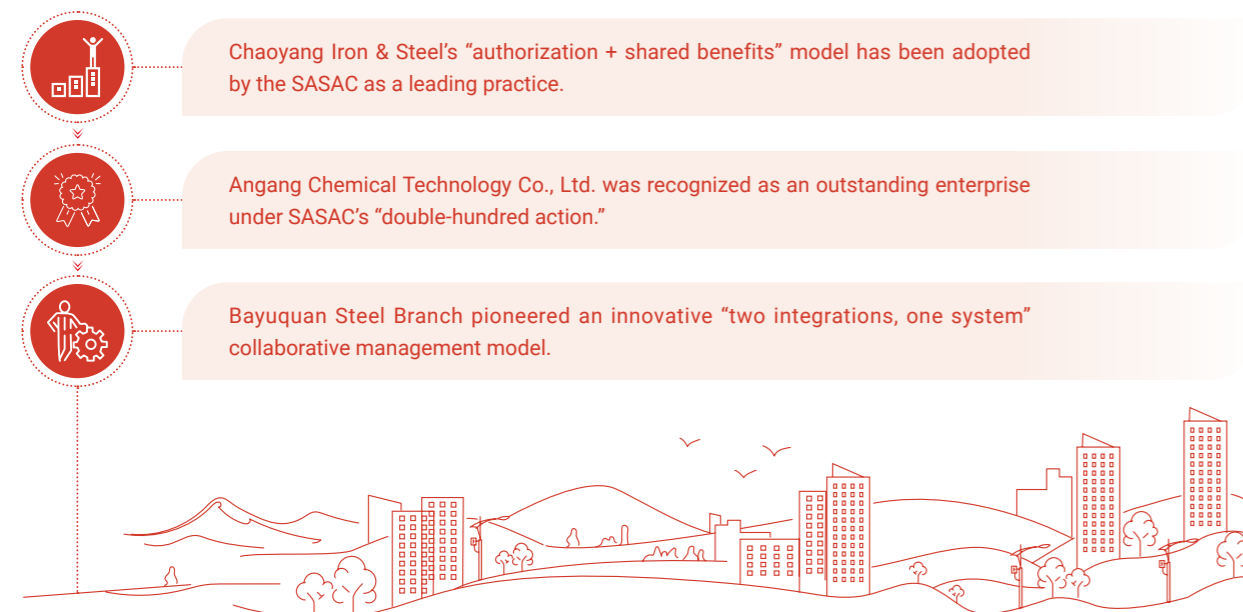 Chaoyang Iron & Steel’s “authorization + shared benefits” model has been adopted
by the SASAC as a leading practice.
Angang Chemical Technology Co., Ltd. was recognized as an outstanding enterprise
under SASAC’s “double-hundred action.”
Bayuquan Steel Branch pioneered an innovative “two integrations, one system”
collaborative management model.